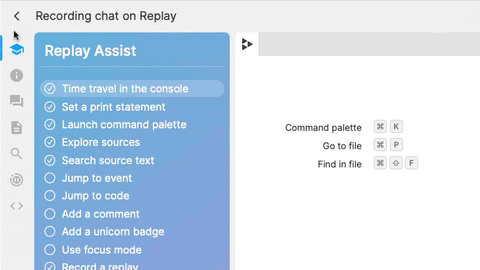 Recording chat on Replay
Replay Assist
Time travel in the console
Set a print statement
Launch command palette
Explore sources
Search source text
Jump to event
Jump to code
Add a comment
Add a unicorn badge
Use focus mode
Record a replay
Command palette ⌘ K
Go to file ⌘ P
Find in file ⌘ ⇧ F